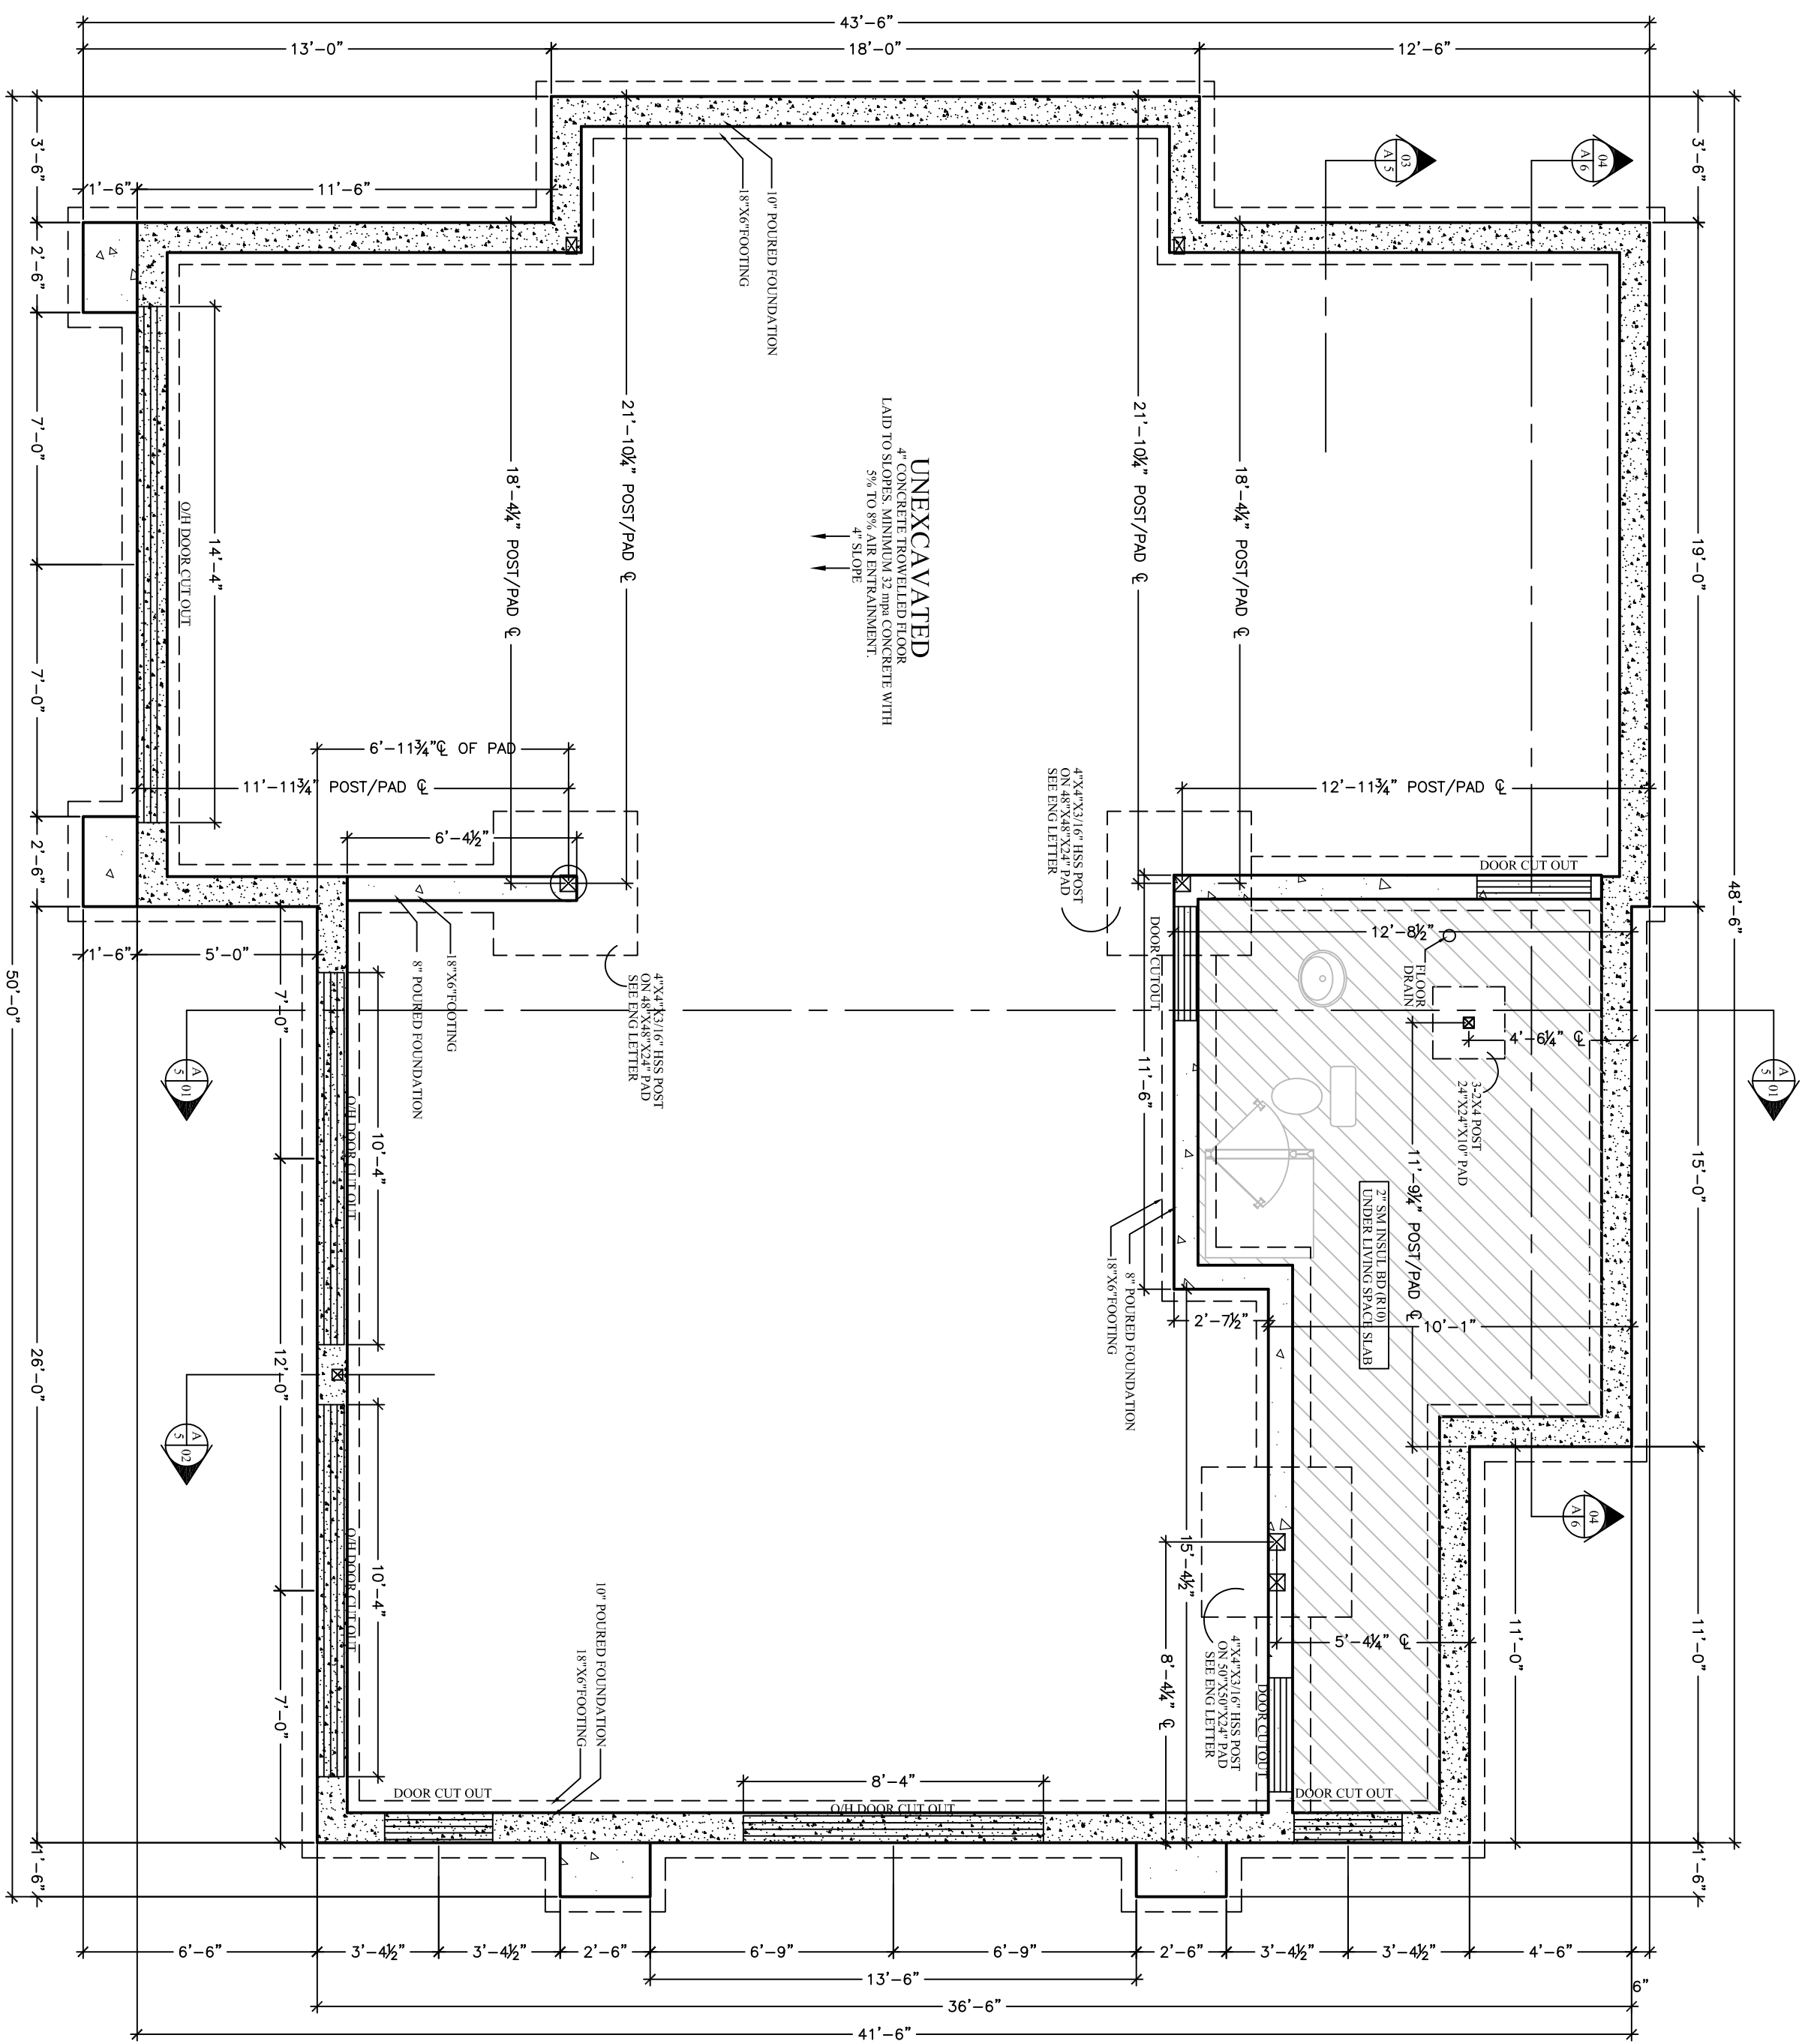 43'-6"
13'-0"
18'-0"
12'-6"
3'-6"
2'-6"
7'-0"
7'-0"
2'-6"
26'-0"
1'-6"
50'-0"
1'-6"
11'-6"
10" POURED FOUNDATION
18"X6"FOOTING
03
A 5
04
A 6
3'-6"
19'-0"
15'-0"
11'-0"
1'-6"
48'-6"
21'-10¼" POST/PAD ℄
18'-4¼" POST/PAD ℄
21'-10¼" POST/PAD ℄
18'-4¼" POST/PAD ℄
UNEXCAVATED
4" CONCRETE TROWELLED FLOOR
LAID TO SLOPES. MINIMUM 32 mpa CONCRETE WITH
5% TO 8% AIR ENTRAINMENT.
4" SLOPE
14'-4"
O/H DOOR CUT OUT
6'-11¾"℄ OF PAD
11'-11¾" POST/PAD ℄
6'-4½"
12'-11¾" POST/PAD ℄
4"X4"X3/16" HSS POST
ON 48"X48"X24" PAD
SEE ENG LETTER
DOOR CUT OUT
12'-8½"
DOOR CUTOUT
FLOOR
DRAIN
1'-6"
5'-0"
7'-0"
12'-0"
7'-0"
18"X6"FOOTING
8" POURED FOUNDATION
4"X4"X3/16" HSS POST
ON 48"X48"X24" PAD
SEE ENG LETTER
4'-6¼" ℄
3-2X4 POST
24"X24"X10" PAD
11'-9¼" POST/PAD ℄
11'-6"
A 5
01
A 5
01
10'-4"
O/H DOOR CUT OUT
2" SM INSUL BD (R10)
UNDER LIVING SPACE SLAB
8" POURED FOUNDATION
18"X6"FOOTING
2'-7½"
10'-1"
A 5
02
10'-4"
O/H DOOR CUT OUT
04
A 6
15'-4½"
8'-4¼" ℄
5'-4¼" ℄
11'-0"
4"X4"X3/16" HSS POST
ON 50"X50"X24" PAD
SEE ENG LETTER
DOOR CUTOUT
10" POURED FOUNDATION
18"X6"FOOTING
DOOR CUT OUT
8'-4"
O/H DOOR CUT OUT
DOOR CUT OUT
6'-6"
3'-4½"
3'-4½"
2'-6"
6'-9"
6'-9"
2'-6"
3'-4½"
3'-4½"
4'-6"
6"
13'-6"
36'-6"
41'-6"